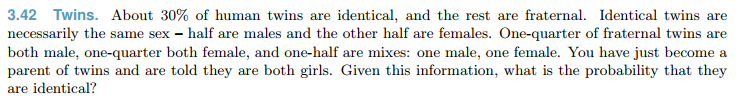 3.42 Twins. About 30% of human twins are identical, and the rest are fraternal. Identical twins are
necessarily the same sex – half are males and the other half are females. One-quarter of fraternal twins are
both male, one-quarter both female, and one-half are mixes: one male, one female. You have just become a
parent of twins and are told they are both girls. Given this information, what is the probability that they
are identical?